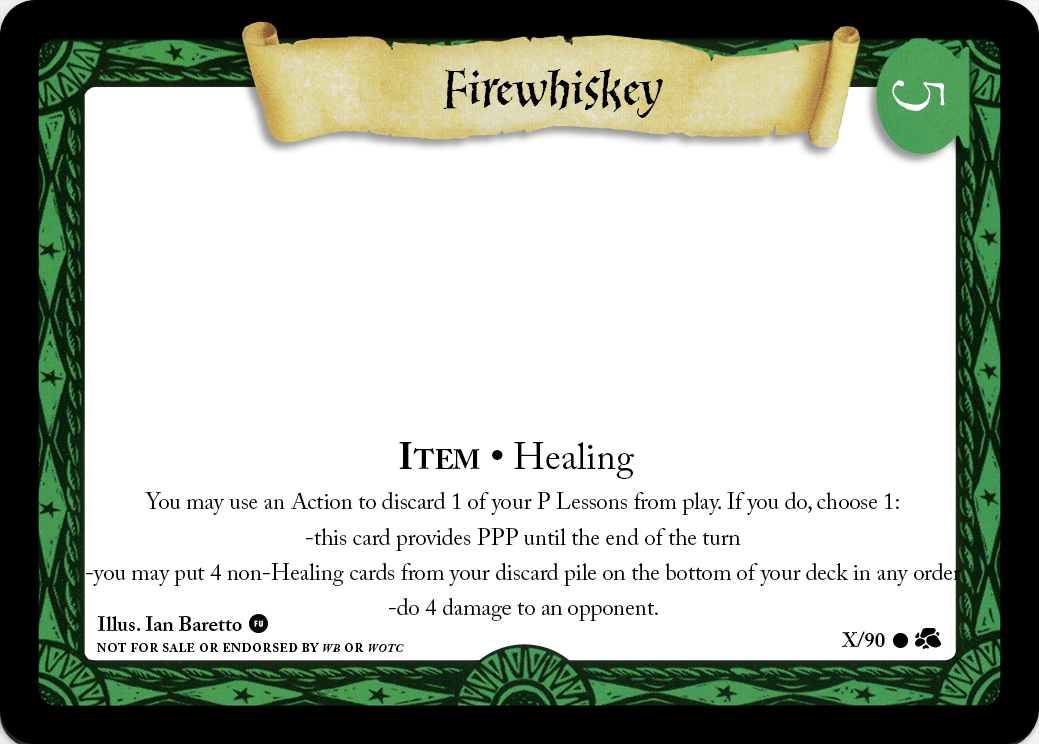 Firewhiskey
5
ITEM • Healing
You may use an Action to discard 1 of your P Lessons from play. If you do, choose 1:
-this card provides PPP until the end of the turn
-you may put 4 non-Healing cards from your discard pile on the bottom of your deck in any order
-do 4 damage to an opponent.
Illus. Ian Baretto FU
NOT FOR SALE OR ENDORSED BY WB OR WOTC
X/90